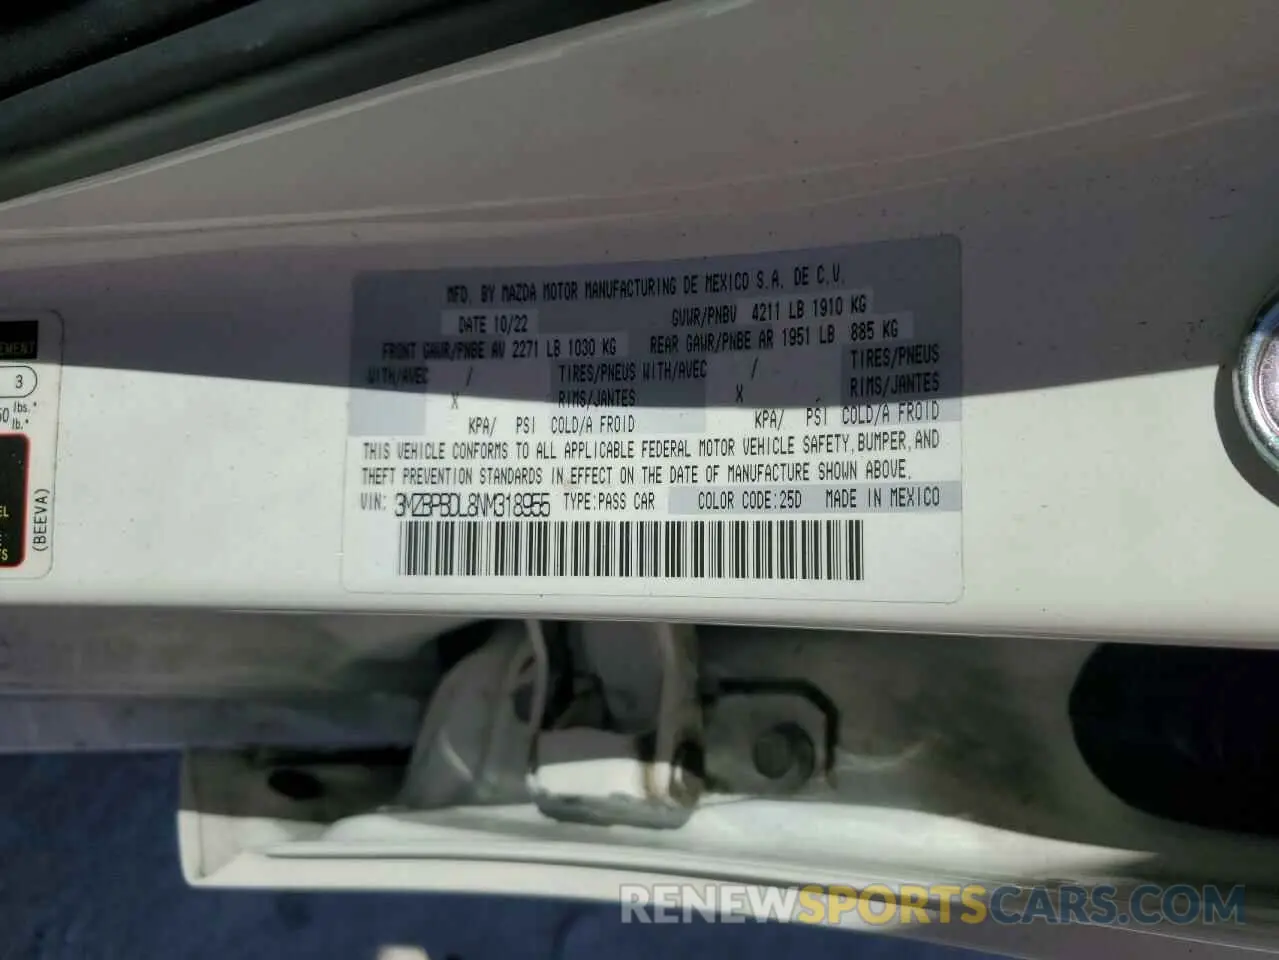 MFD. BY MAZDA MOTOR MANUFACTURING DE MEXICO S.A. DE C.V.
DATE 10/22 GVWR/PNBV 4211 LB 1910 KG
FRONT GAWR/PNBE AV 2271 LB 1030 KG REAR GAWR/PNBE AR 1951 LB 885 KG
WITH/AVEC / TIRES/PNEUS WITH/AVEC / TIRES/PNEUS
X RIMS/JANTES X RIMS/JANTES
KPA/ PSI COLD/A FROID KPA/ PSI COLD/A FROID
THIS VEHICLE CONFORMS TO ALL APPLICABLE FEDERAL MOTOR VEHICLE SAFETY, BUMPER, AND
THEFT PREVENTION STANDARDS IN EFFECT ON THE DATE OF MANUFACTURE SHOWN ABOVE.
VIN: 3MZBPBDL8NM318955 TYPE:PASS CAR COLOR CODE:25D MADE IN MEXICO
3
lbs.*
lb.*
(BEEVA)
RENEWSPORTSCARS.COM